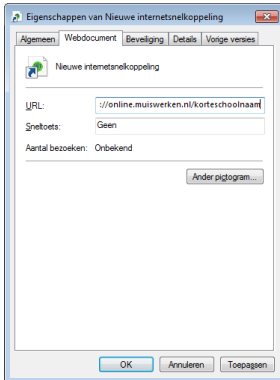 Eigenschappen van Nieuwe internetsnelkoppeling
Algemeen Webdocument Beveiliging Details Vorige versies
Nieuwe internetsnelkoppeling
URL: ://online.muiswerken.nl/korteschoolnaam
Sneltoets: Geen
Aantal bezoeken: Onbekend
Ander pictogram...
OK Annuleren Toepassen